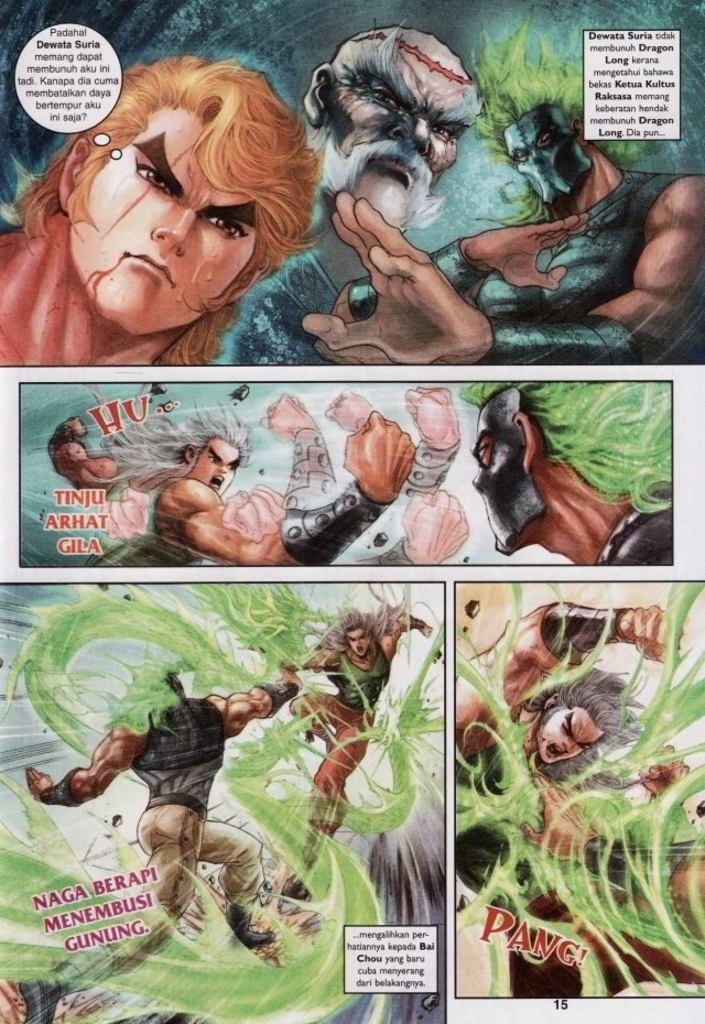 Padahal
Dewata Suria
memang dapat
membunuh aku ini
tadi. Kanapa dia cuma
membatalkan daya
bertempur aku
ini saja?
Dewata Suria tidak
membunuh Dragon
Long kerana
mengetahui bahawa
bekas Ketua Kultus
Raksasa memang
keberatan hendak
membunuh Dragon
Long. Dia pun...
HU...
TINJU
ARHAT
GILA
NAGA BERAPI
MENEMBUSI
GUNUNG.
...mengalihkan per-
hatiannya kepada Bai
Chou yang baru
cuba menyerang
dari belakangnya.
PANG!
15